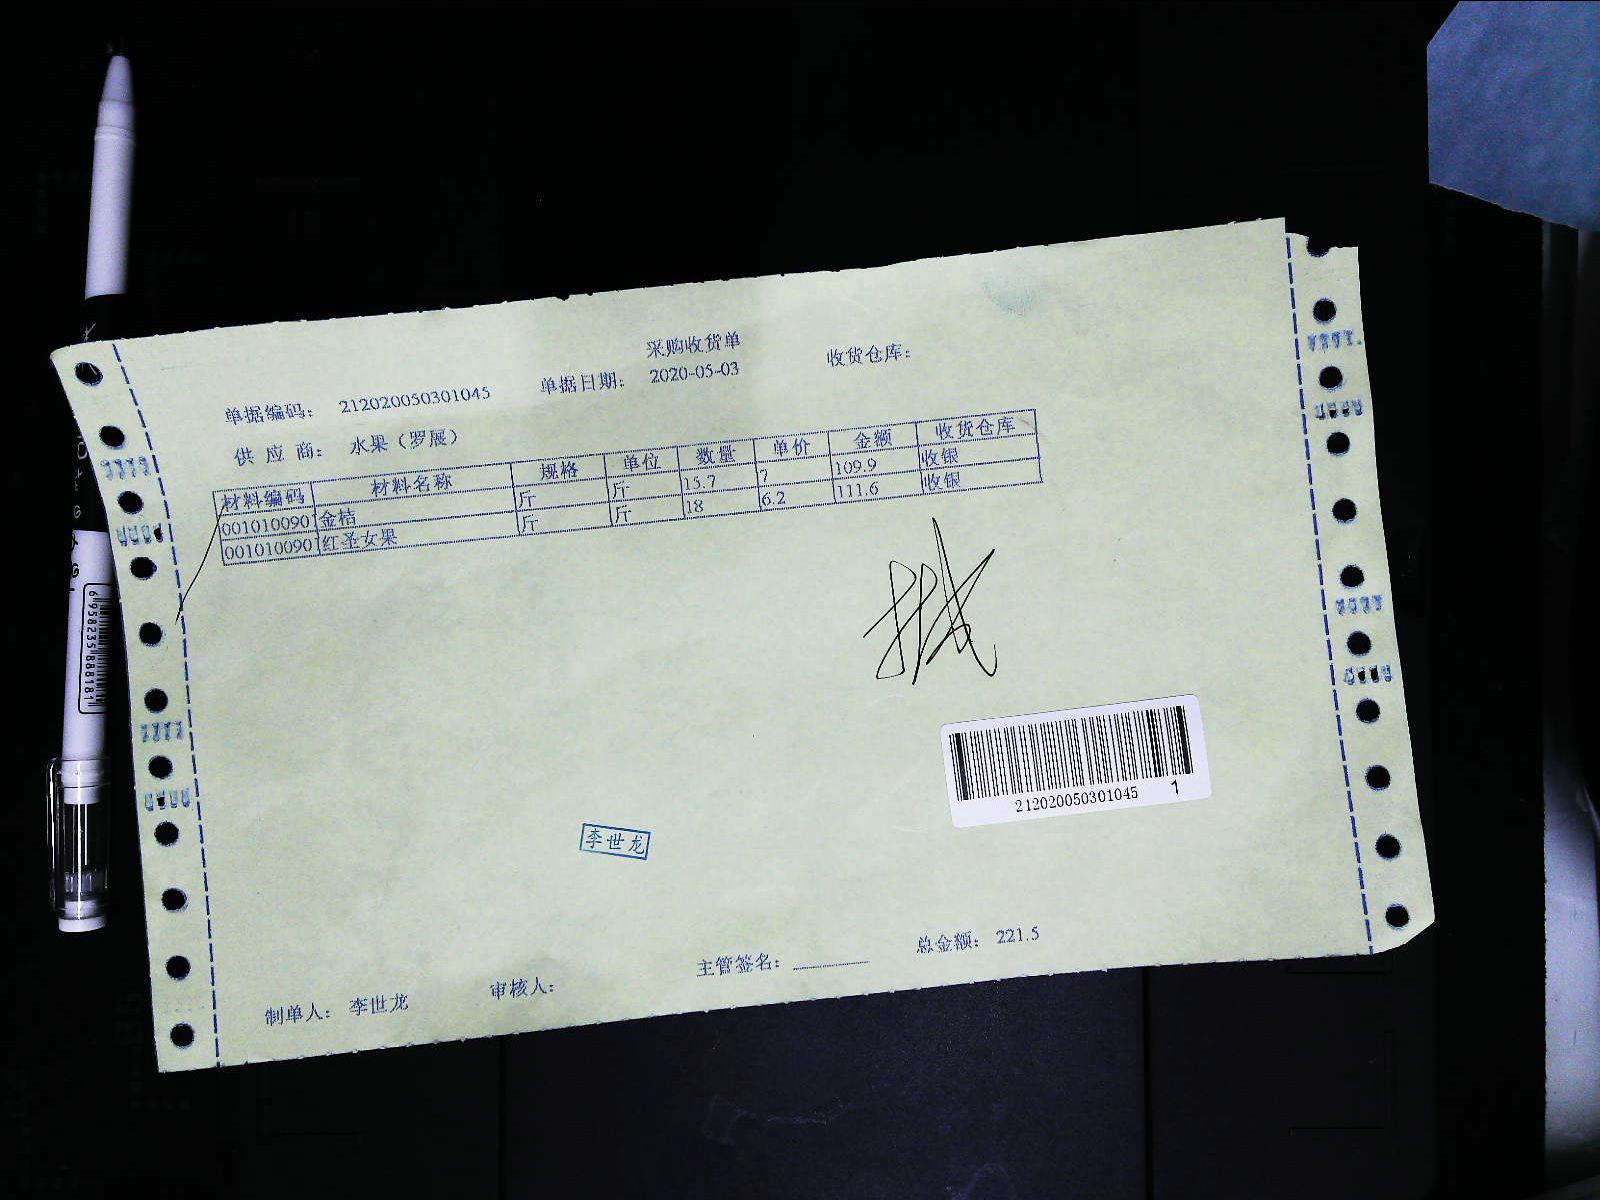 采购收货单
单据编码： 212020050301045 单据日期： 2020-05-03 收货仓库：
供 应 商： 水果（罗展）
材料编码 材料名称 规格 单位 数量 单价 金额 收货仓库
001010090 金桔 斤 斤 15.7 7 109.9 收银
001010090 红圣女果 斤 斤 18 6.2 111.6 收银
212020050301045 1
李世龙
制单人： 李世龙 审核人： 主管签名： 总金额： 221.5
6958235888181